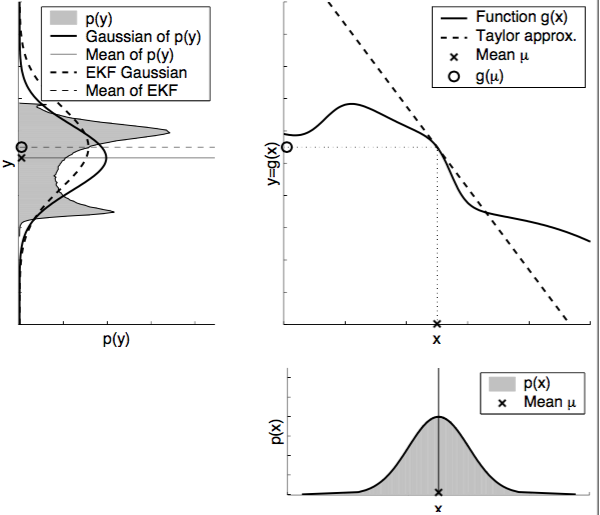 p(y)
Gaussian of p(y)
Mean of p(y)
EKF Gaussian
Mean of EKF
y
p(y)
Function g(x)
Taylor approx.
Mean μ
g(μ)
y=g(x)
x
p(x)
Mean μ
p(x)
x